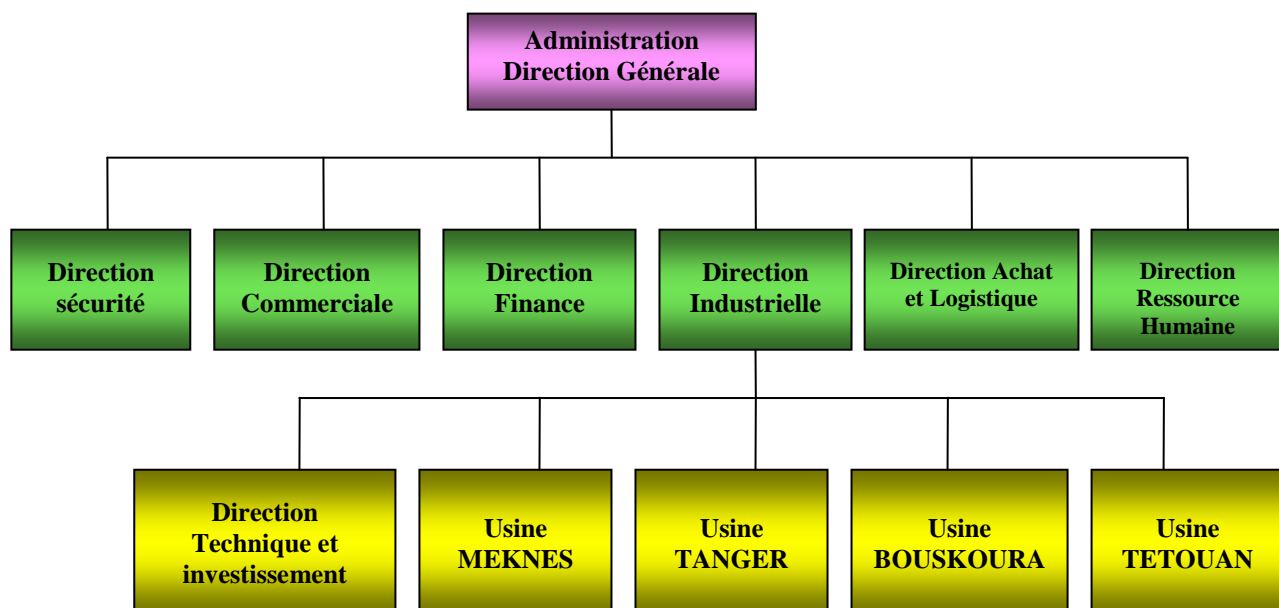 Administration
Direction Générale
Direction
sécurité
Direction
Commerciale
Direction
Finance
Direction
Industrielle
Direction Achat
et Logistique
Direction
Ressource
Humaine
Direction
Technique et
investissement
Usine
MEKNES
Usine
TANGER
Usine
BOUSKOURA
Usine
TETOUAN